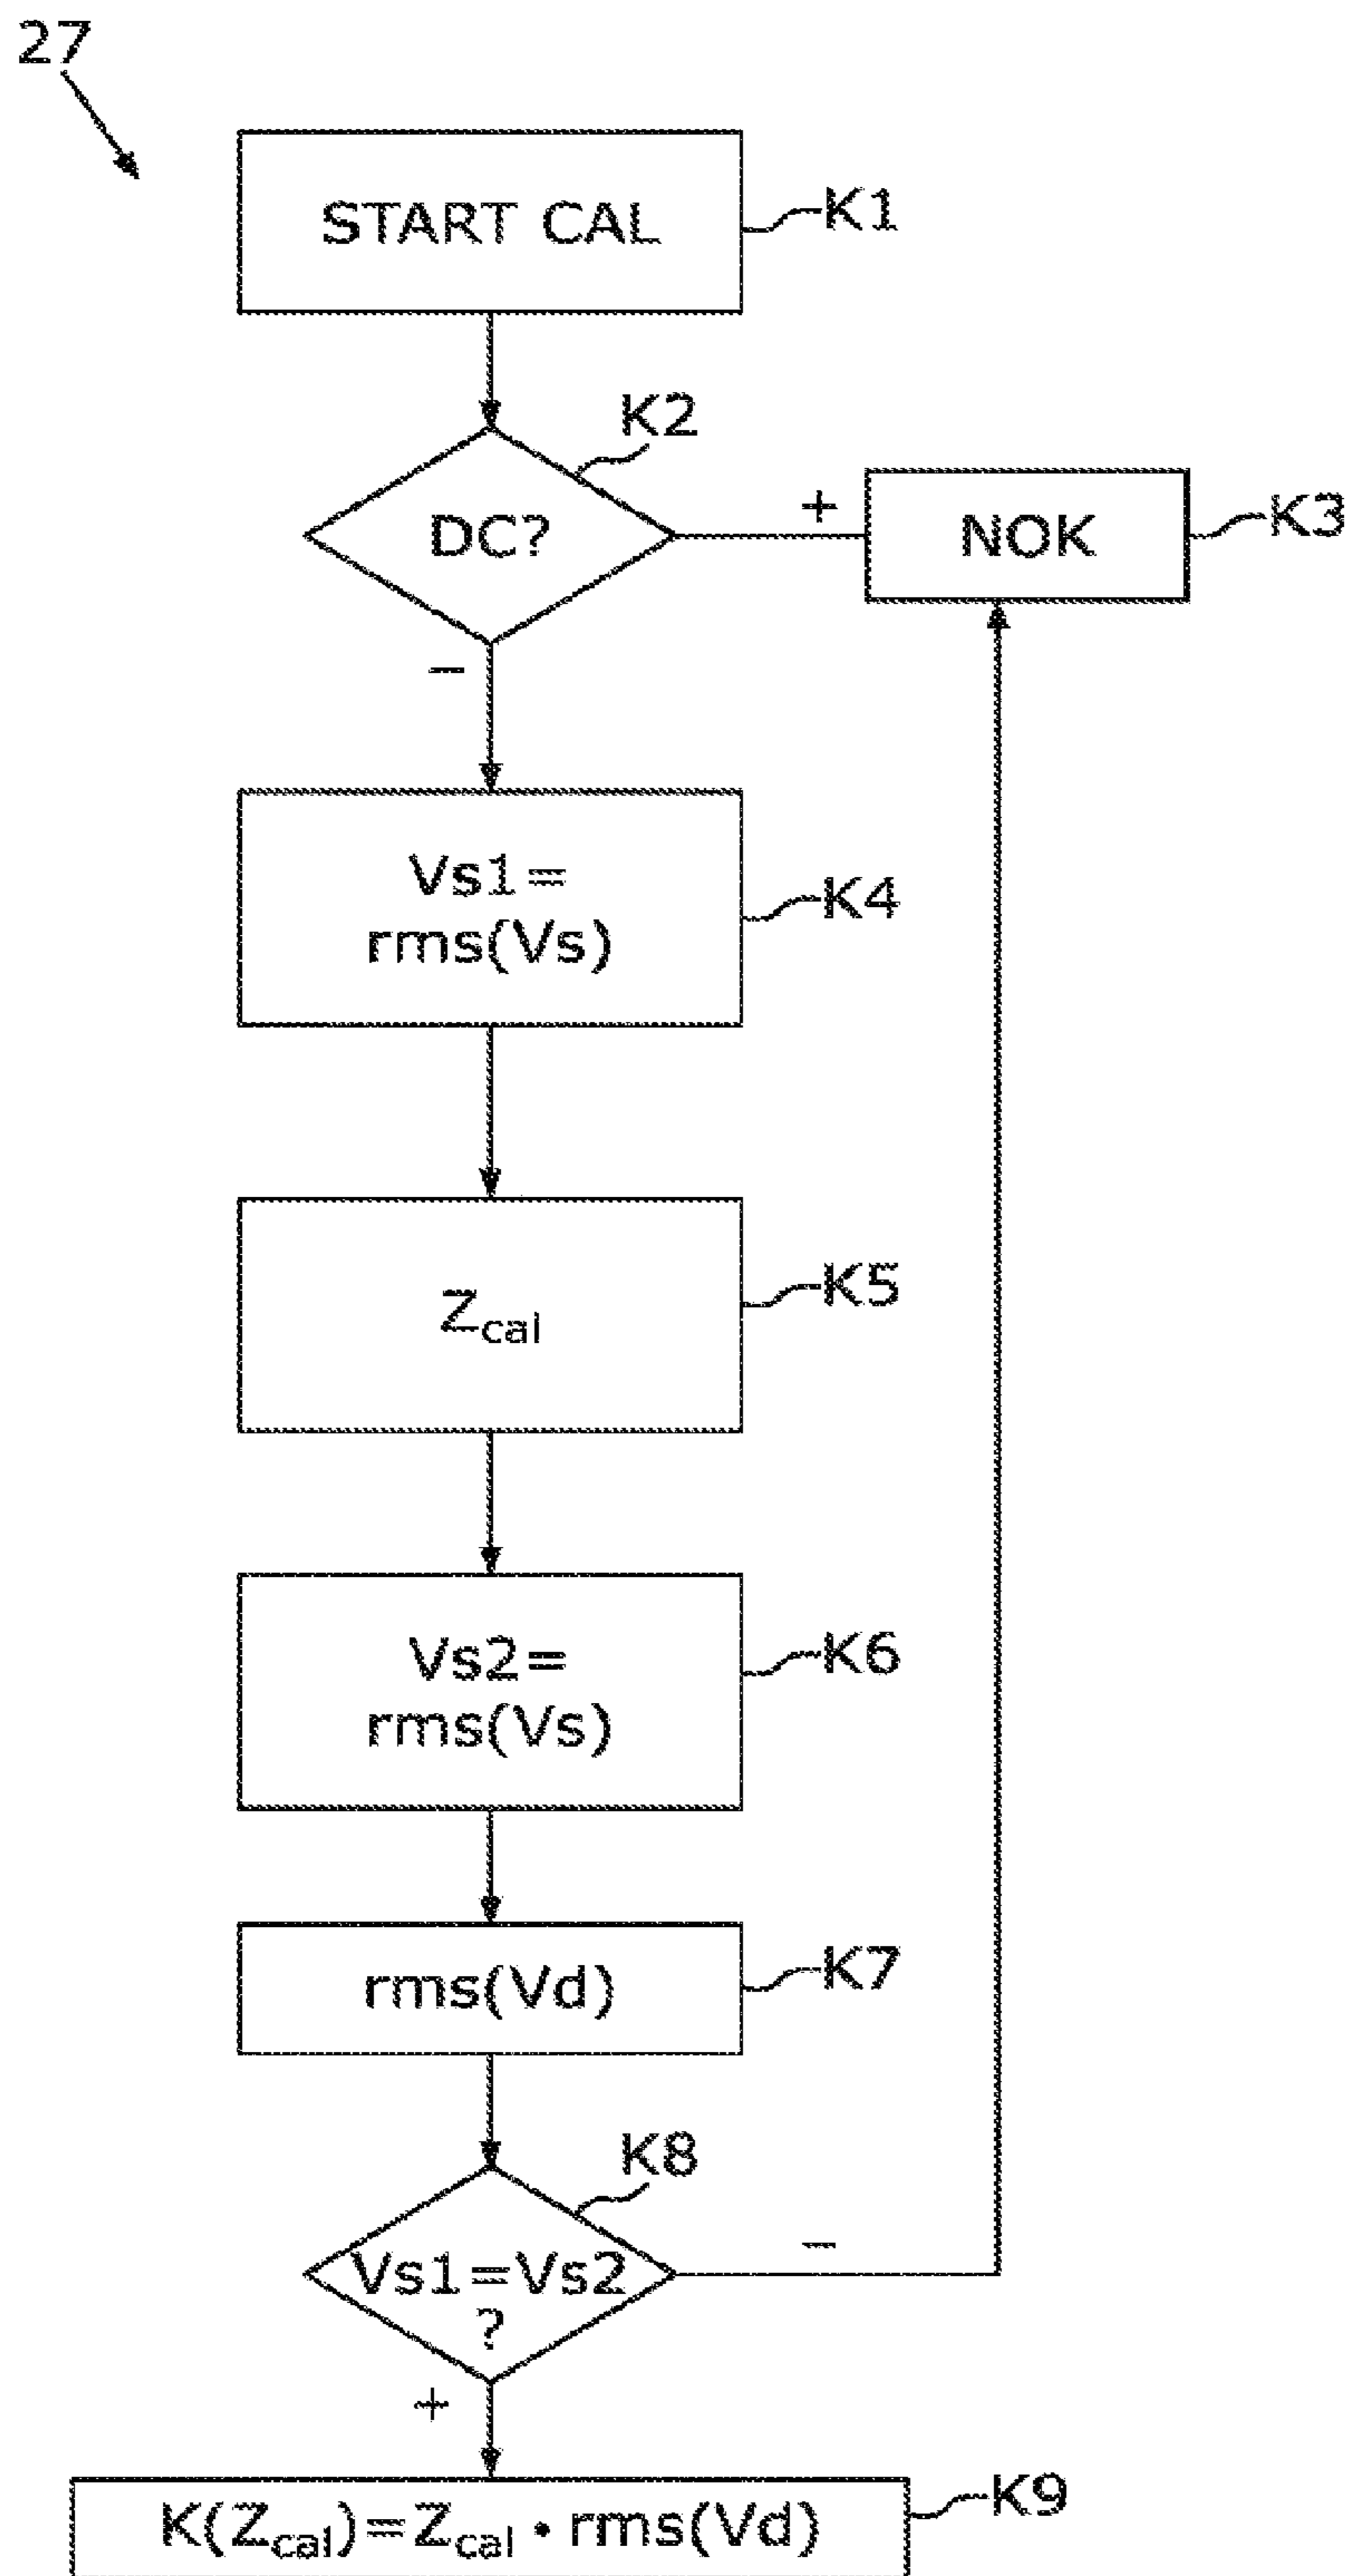 27
START CAL
K1
K2
DC?
+
NOK
K3
−
Vs1=
rms(Vs)
K4
Zcal
K5
Vs2=
rms(Vs)
K6
rms(Vd)
K7
K8
Vs1=Vs2
?
−
+
K(Zcal)=Zcal • rms(Vd)
K9